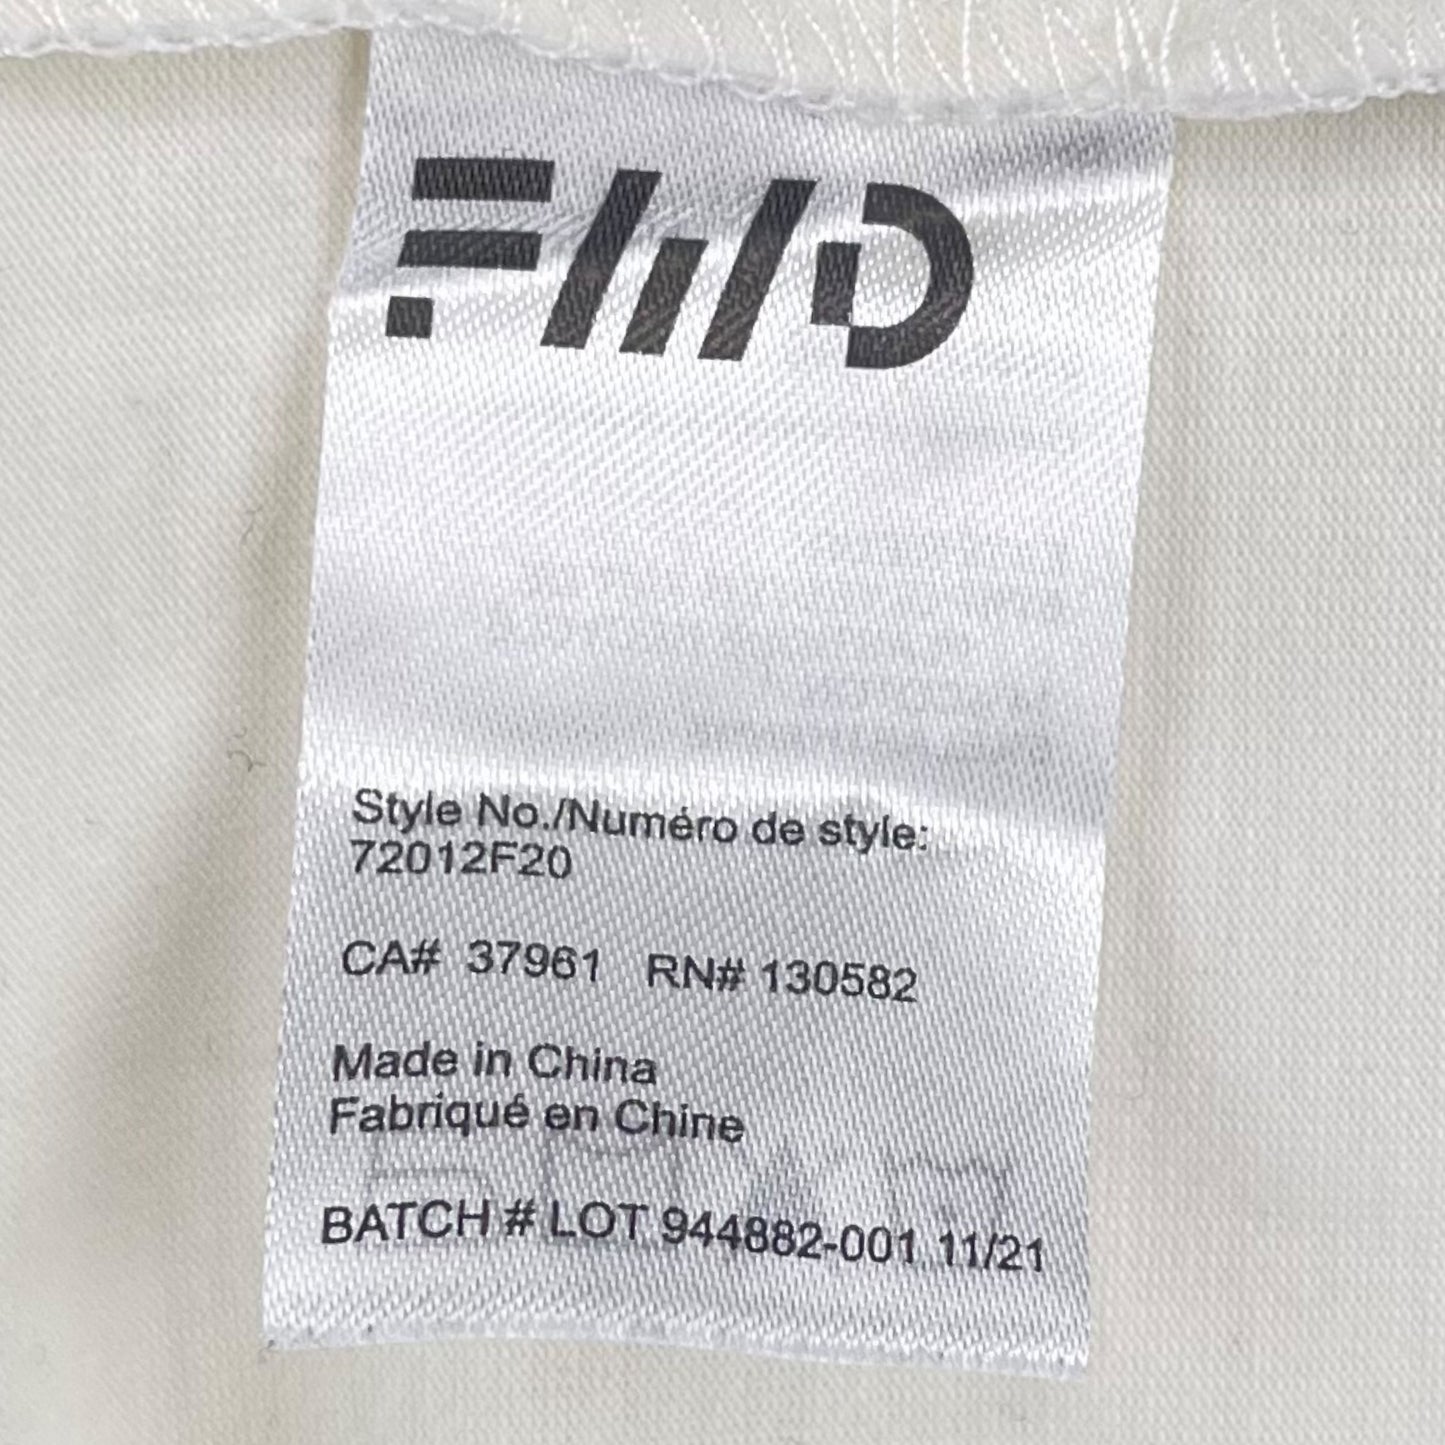 FWD
Style No./Numéro de style:
72012F20
CA# 37961 RN# 130582
Made in China
Fabriqué en Chine
BATCH # LOT 944882-001 11/21